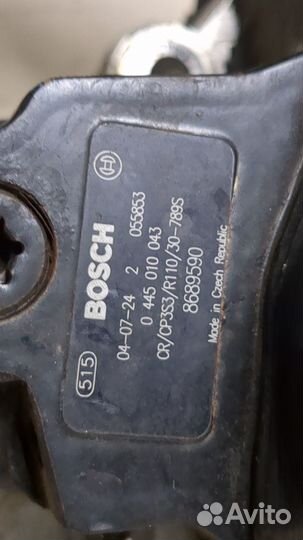 515
BOSCH
04-07-24 2 055853
0 445 010 043
CR/CP3S3/R110/30-789S
8689590
Made in Czech Republic
Avito